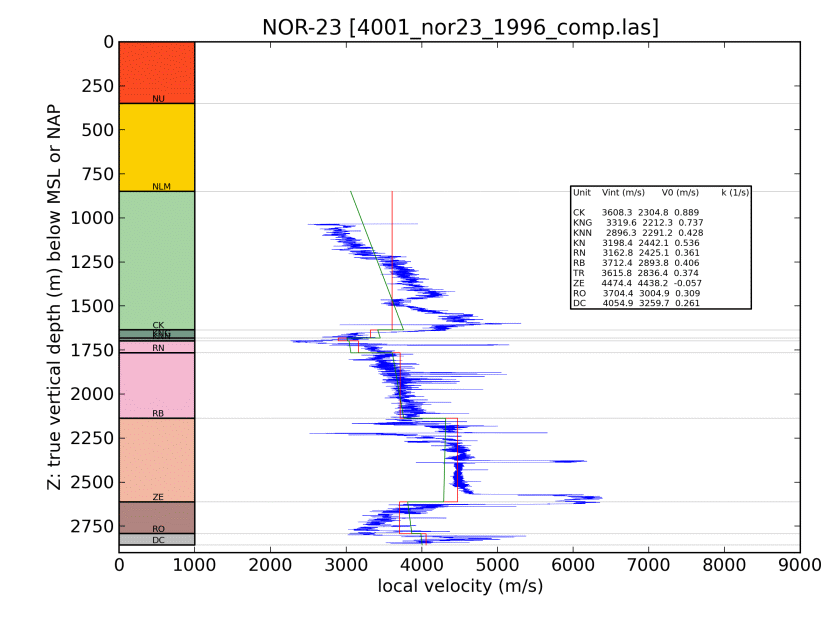 NOR-23 [4001_nor23_1996_comp.las]
0
250
500
750
1000
1250
1500
1750
2000
2250
2500
2750
Z: true vertical depth (m) below MSL or NAP
NU
NLM
CK
RN
RB
ZE
RO
DC
Unit Vint (m/s) V0 (m/s) k (1/s)
CK 3608.3 2304.8 0.889
KNG 3319.6 2212.3 0.737
KNN 2896.3 2291.2 0.428
KN 3198.4 2442.1 0.536
RN 3162.8 2425.1 0.361
RB 3712.4 2893.8 0.406
TR 3615.8 2836.4 0.374
ZE 4474.4 4438.2 -0.057
RO 3704.4 3004.9 0.309
DC 4054.9 3259.7 0.261
0 1000 2000 3000 4000 5000 6000 7000 8000 9000
local velocity (m/s)